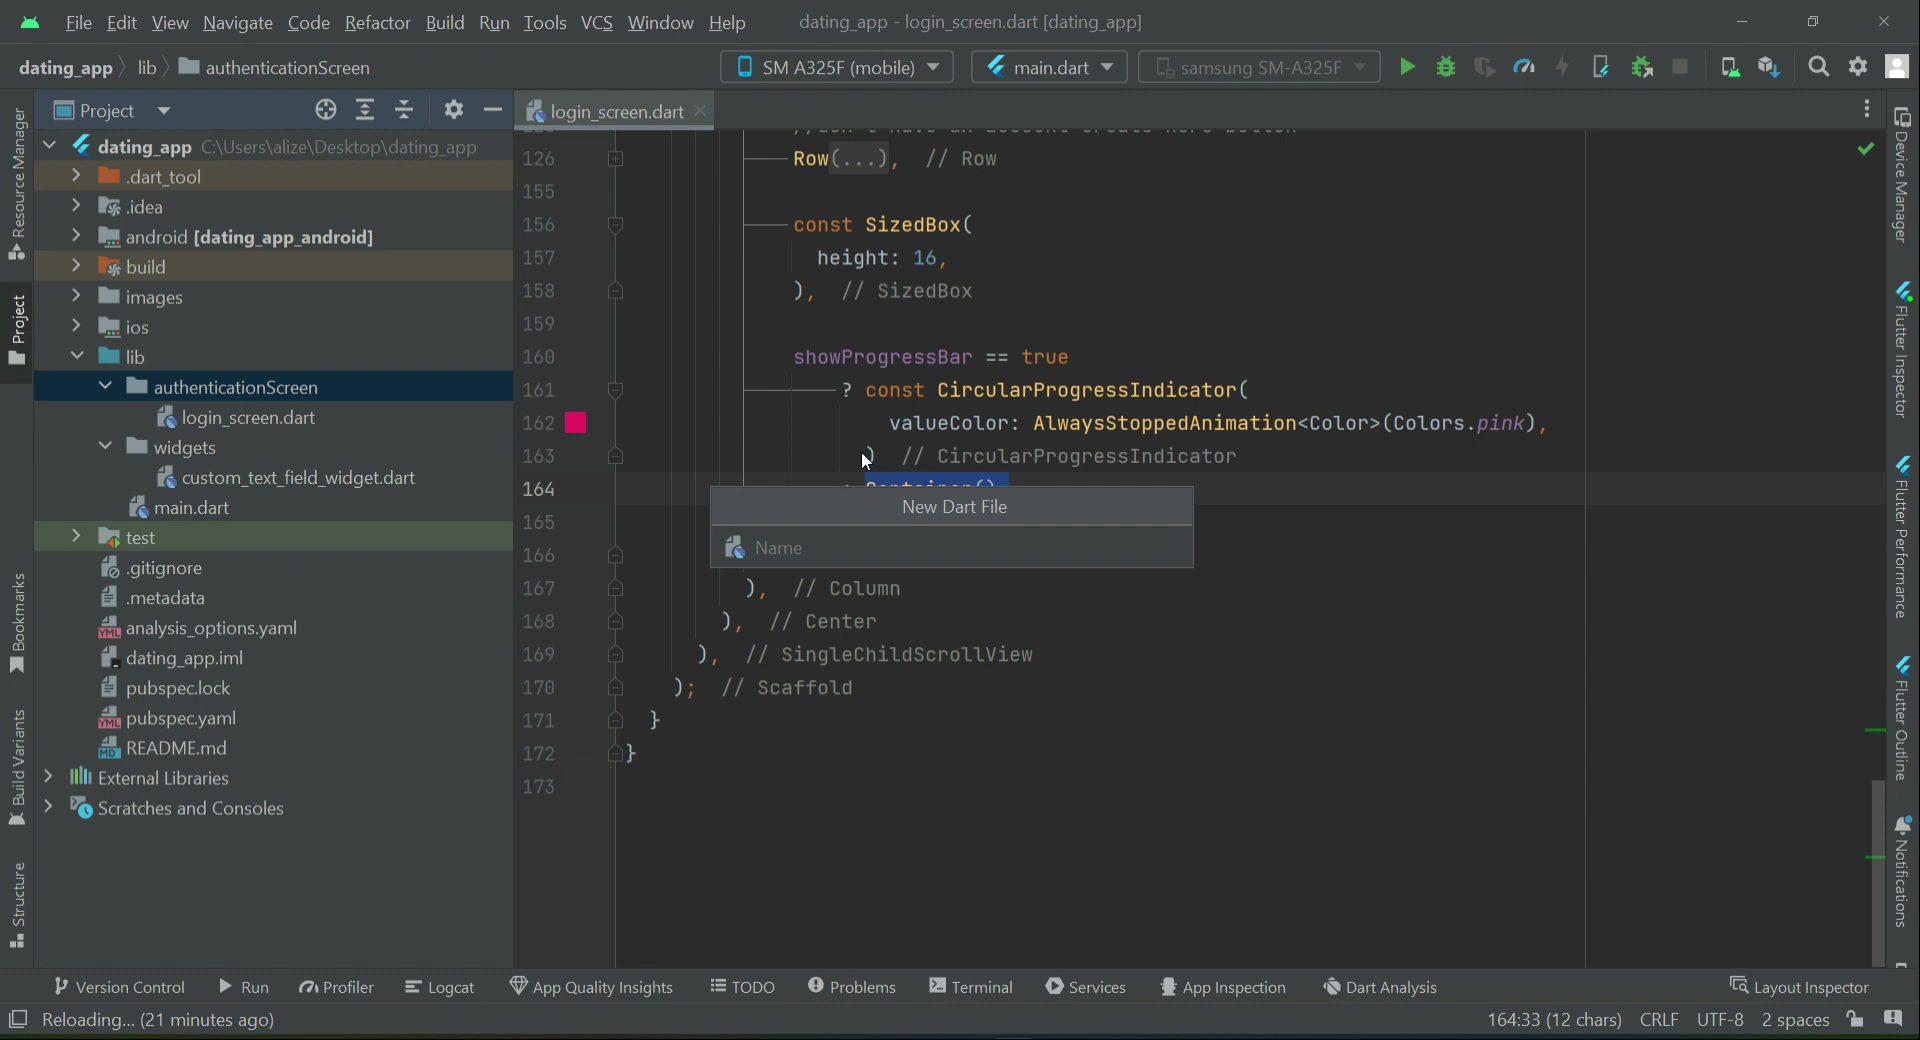 File Edit View Navigate Code Refactor Build Run Tools VCS Window Help dating_app - login_screen.dart [dating_app]
dating_app lib authenticationScreen SM A325F (mobile) main.dart samsung SM-A325F
Project login_screen.dart
dating_app C:\Users\alize\Desktop\dating_app
.dart_tool
.idea
android [dating_app_android]
build
images
ios
lib
authenticationScreen
login_screen.dart
widgets
custom_text_field_widget.dart
main.dart
test
.gitignore
.metadata
analysis_options.yaml
dating_app.iml
pubspec.lock
pubspec.yaml
README.md
External Libraries
Scratches and Consoles
Resource Manager
Project
Bookmarks
Build Variants
Structure
126 Row(...), // Row
155
156 const SizedBox(
157 height: 16,
158 ), // SizedBox
159
160 showProgressBar == true
161 ? const CircularProgressIndicator(
162 valueColor: AlwaysStoppedAnimation<Color>(Colors.pink),
163 ) // CircularProgressIndicator
164
165
166
167 ), // Column
168 ), // Center
169 ), // SingleChildScrollView
170 ); // Scaffold
171 }
172 }
173
New Dart File
Name
Device Manager
Flutter Inspector
Flutter Performance
Flutter Outline
Notifications
Version Control Run Profiler Logcat App Quality Insights TODO Problems Terminal Services App Inspection Dart Analysis Layout Inspector
Reloading... (21 minutes ago) 164:33 (12 chars) CRLF UTF-8 2 spaces